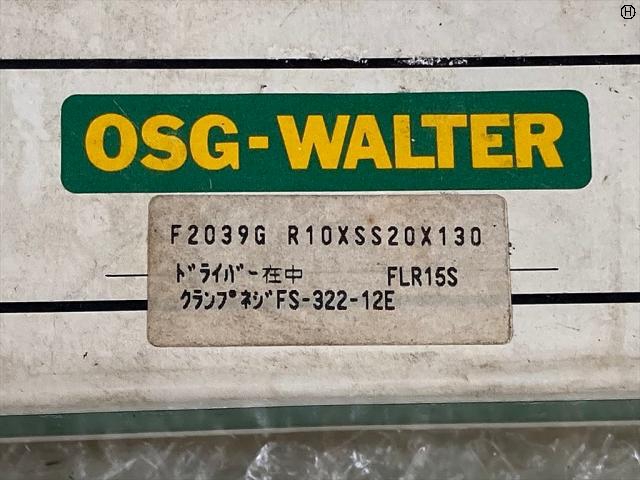 OSG-WALTER
F2039G R10XSS20X130
ﾄﾞﾗｲﾊﾞｰ在中 FLR15S
ｸﾗﾝﾌﾟﾈｼﾞFS-322-12E
H